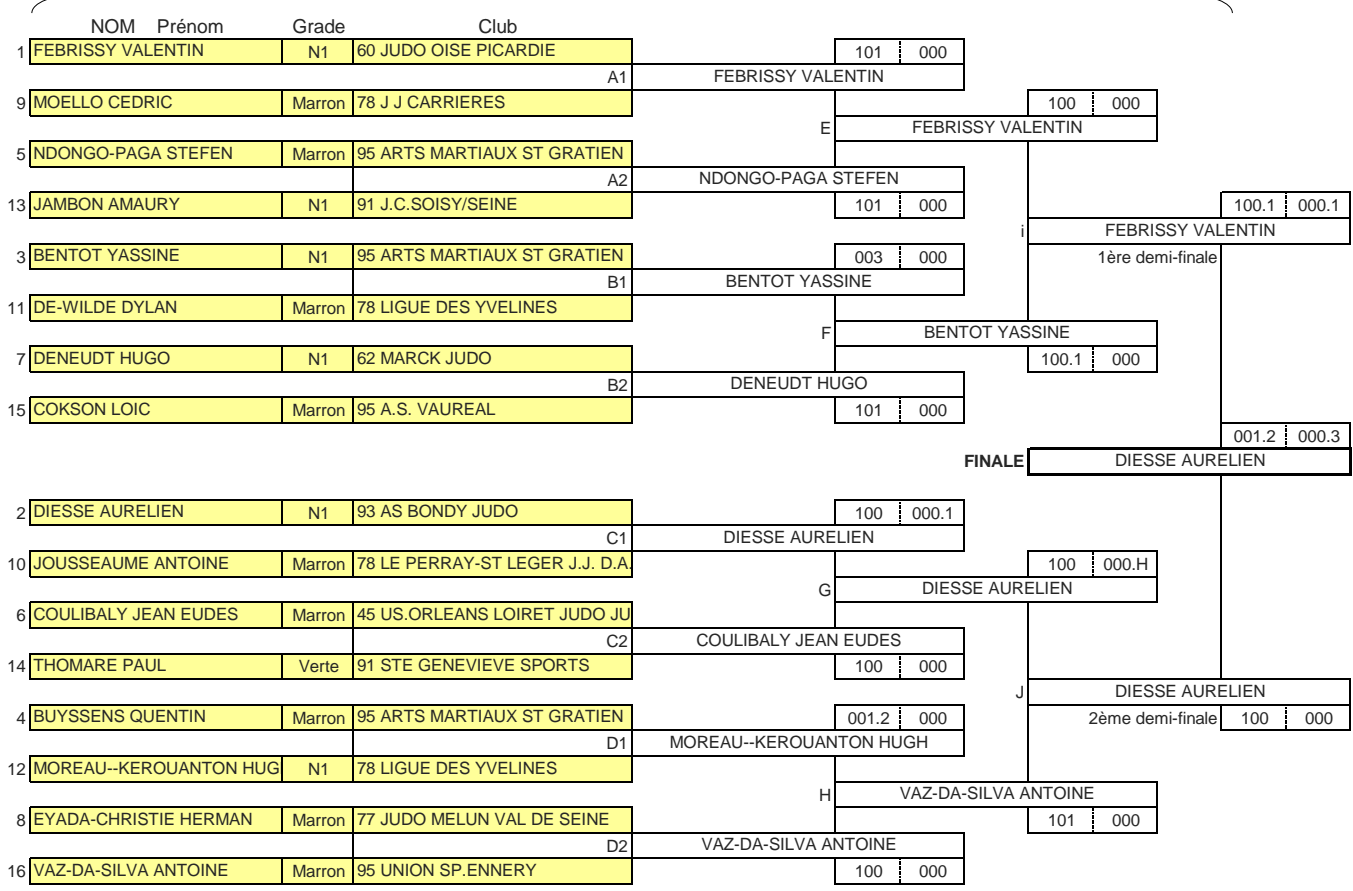 NOM Prénom Grade Club
1 FEBRISSY VALENTIN N1 60 JUDO OISE PICARDIE 101 000
A1 FEBRISSY VALENTIN
9 MOELLO CEDRIC Marron 78 J J CARRIERES 100 000
E FEBRISSY VALENTIN
5 NDONGO-PAGA STEFEN Marron 95 ARTS MARTIAUX ST GRATIEN
A2 NDONGO-PAGA STEFEN
13 JAMBON AMAURY N1 91 J.C.SOISY/SEINE 101 000 100.1 000.1
i FEBRISSY VALENTIN
3 BENTOT YASSINE N1 95 ARTS MARTIAUX ST GRATIEN 003 000 1ère demi-finale
B1 BENTOT YASSINE
11 DE-WILDE DYLAN Marron 78 LIGUE DES YVELINES
F BENTOT YASSINE
7 DENEUDT HUGO N1 62 MARCK JUDO 100.1 000
B2 DENEUDT HUGO
15 COKSON LOIC Marron 95 A.S. VAUREAL 101 000
001.2 000.3
FINALE DIESSE AURELIEN
2 DIESSE AURELIEN N1 93 AS BONDY JUDO 100 000.1
C1 DIESSE AURELIEN
10 JOUSSEAUME ANTOINE Marron 78 LE PERRAY-ST LEGER J.J. D.A. 100 000.H
G DIESSE AURELIEN
6 COULIBALY JEAN EUDES Marron 45 US.ORLEANS LOIRET JUDO JU
C2 COULIBALY JEAN EUDES
14 THOMARE PAUL Verte 91 STE GENEVIEVE SPORTS 100 000
J DIESSE AURELIEN
4 BUYSSENS QUENTIN Marron 95 ARTS MARTIAUX ST GRATIEN 001.2 000 2ème demi-finale 100 000
D1 MOREAU--KEROUANTON HUGH
12 MOREAU--KEROUANTON HUG N1 78 LIGUE DES YVELINES
H VAZ-DA-SILVA ANTOINE
8 EYADA-CHRISTIE HERMAN Marron 77 JUDO MELUN VAL DE SEINE 101 000
D2 VAZ-DA-SILVA ANTOINE
16 VAZ-DA-SILVA ANTOINE Marron 95 UNION SP.ENNERY 100 000